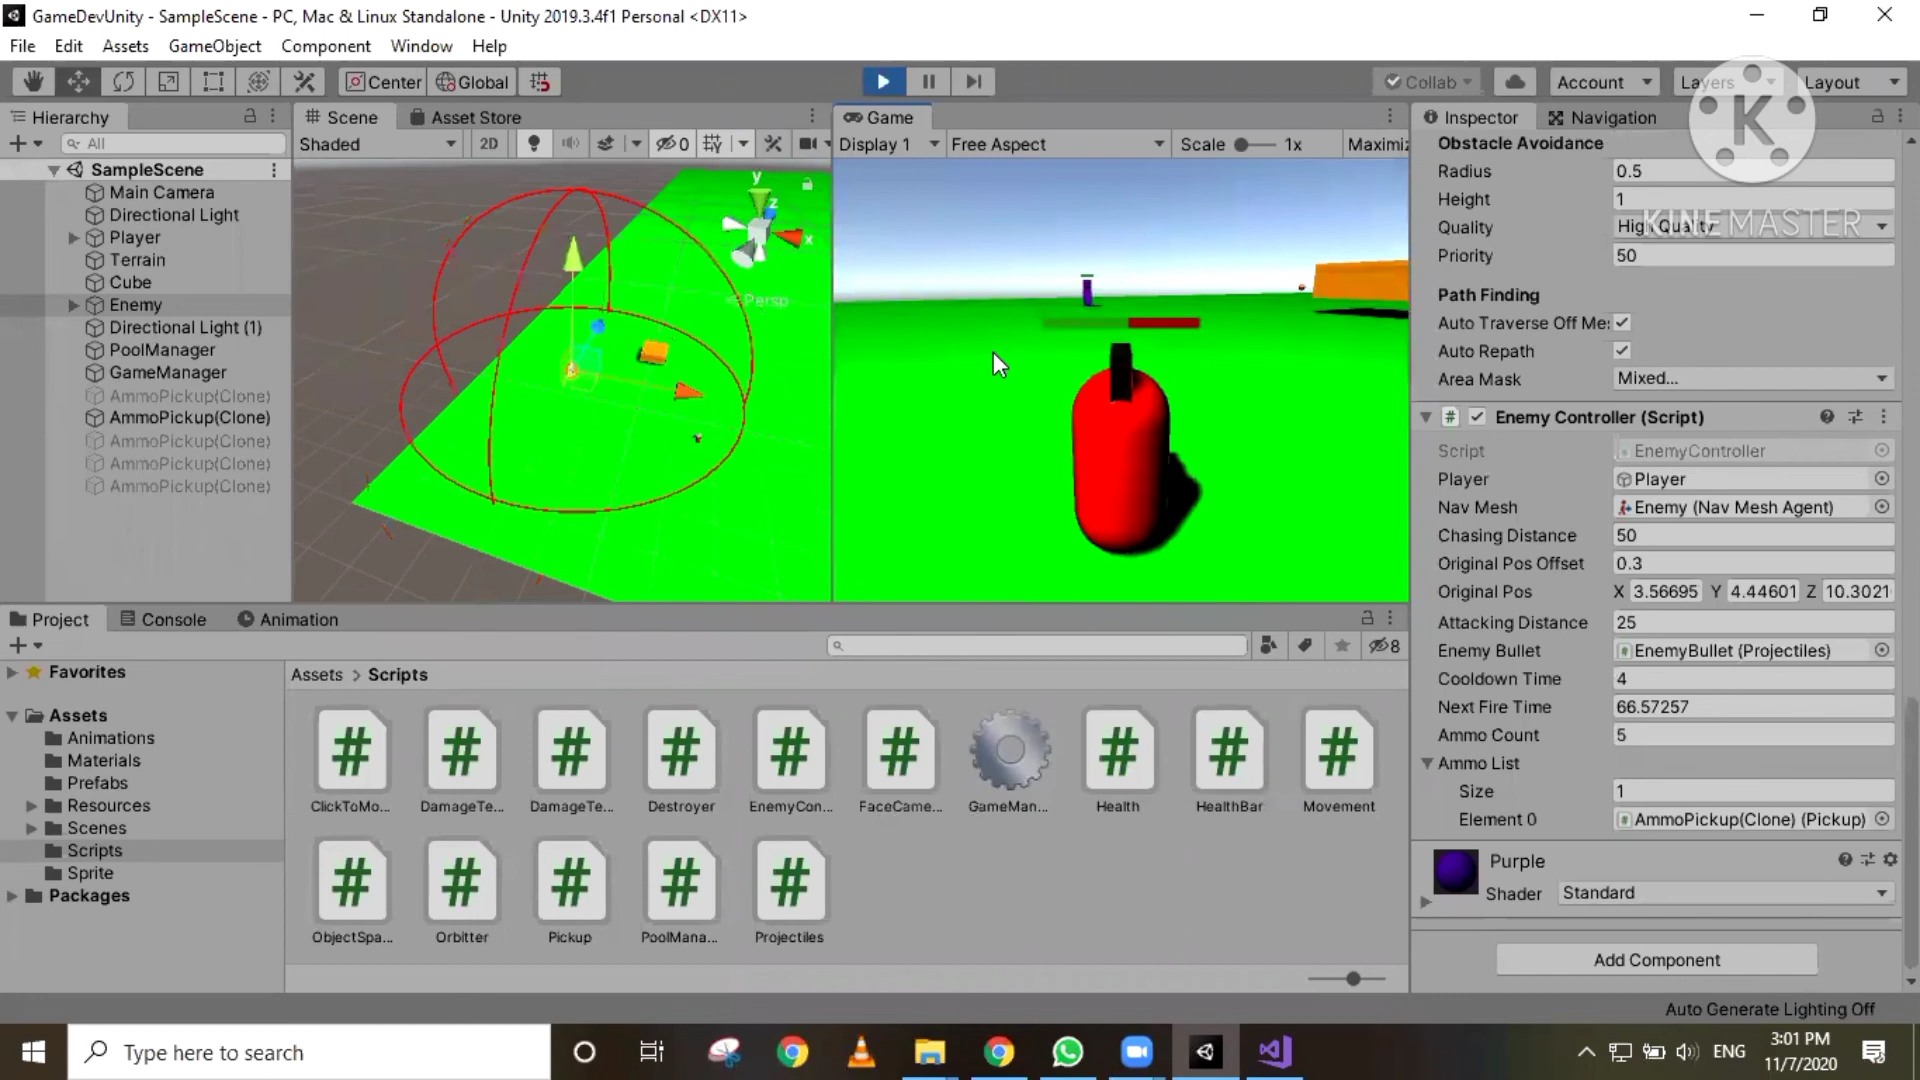 GameDevUnity - SampleScene - PC, Mac & Linux Standalone - Unity 2019.3.4f1 Personal <DX11>
File Edit Assets GameObject Component Window Help
Center Global Collab Account Layers Layout
Hierarchy
All
SampleScene
Main Camera
Directional Light
Player
Terrain
Cube
Enemy
Directional Light (1)
PoolManager
GameManager
AmmoPickup(Clone)
AmmoPickup(Clone)
AmmoPickup(Clone)
AmmoPickup(Clone)
AmmoPickup(Clone)
Scene Asset Store
Shaded 2D 0
y
z
x
Persp
Game
Display 1 Free Aspect Scale 1x Maximi
Inspector Navigation
K
KINEMASTER
Obstacle Avoidance
Radius 0.5
Height 1
Quality High Quality
Priority 50
Path Finding
Auto Traverse Off Me:
Auto Repath
Area Mask Mixed...
# Enemy Controller (Script)
Script EnemyController
Player Player
Nav Mesh Enemy (Nav Mesh Agent)
Chasing Distance 50
Original Pos Offset 0.3
Original Pos X 3.56695 Y 4.44601 Z 10.3021
Attacking Distance 25
Enemy Bullet EnemyBullet (Projectiles)
Cooldown Time 4
Next Fire Time 66.57257
Ammo Count 5
Ammo List
Size 1
Element 0 AmmoPickup(Clone) (Pickup)
Purple
Shader Standard
Add Component
Auto Generate Lighting Off
Project Console Animation
8
Favorites
Assets
Animations
Materials
Prefabs
Resources
Scenes
Scripts
Sprite
Packages
Assets > Scripts
ClickToMo... DamageTe... DamageTe... Destroyer EnemyCon... FaceCame... GameMan... Health HealthBar Movement
ObjectSpa... Orbitter Pickup PoolMana... Projectiles
Type here to search
ENG
3:01 PM
11/7/2020